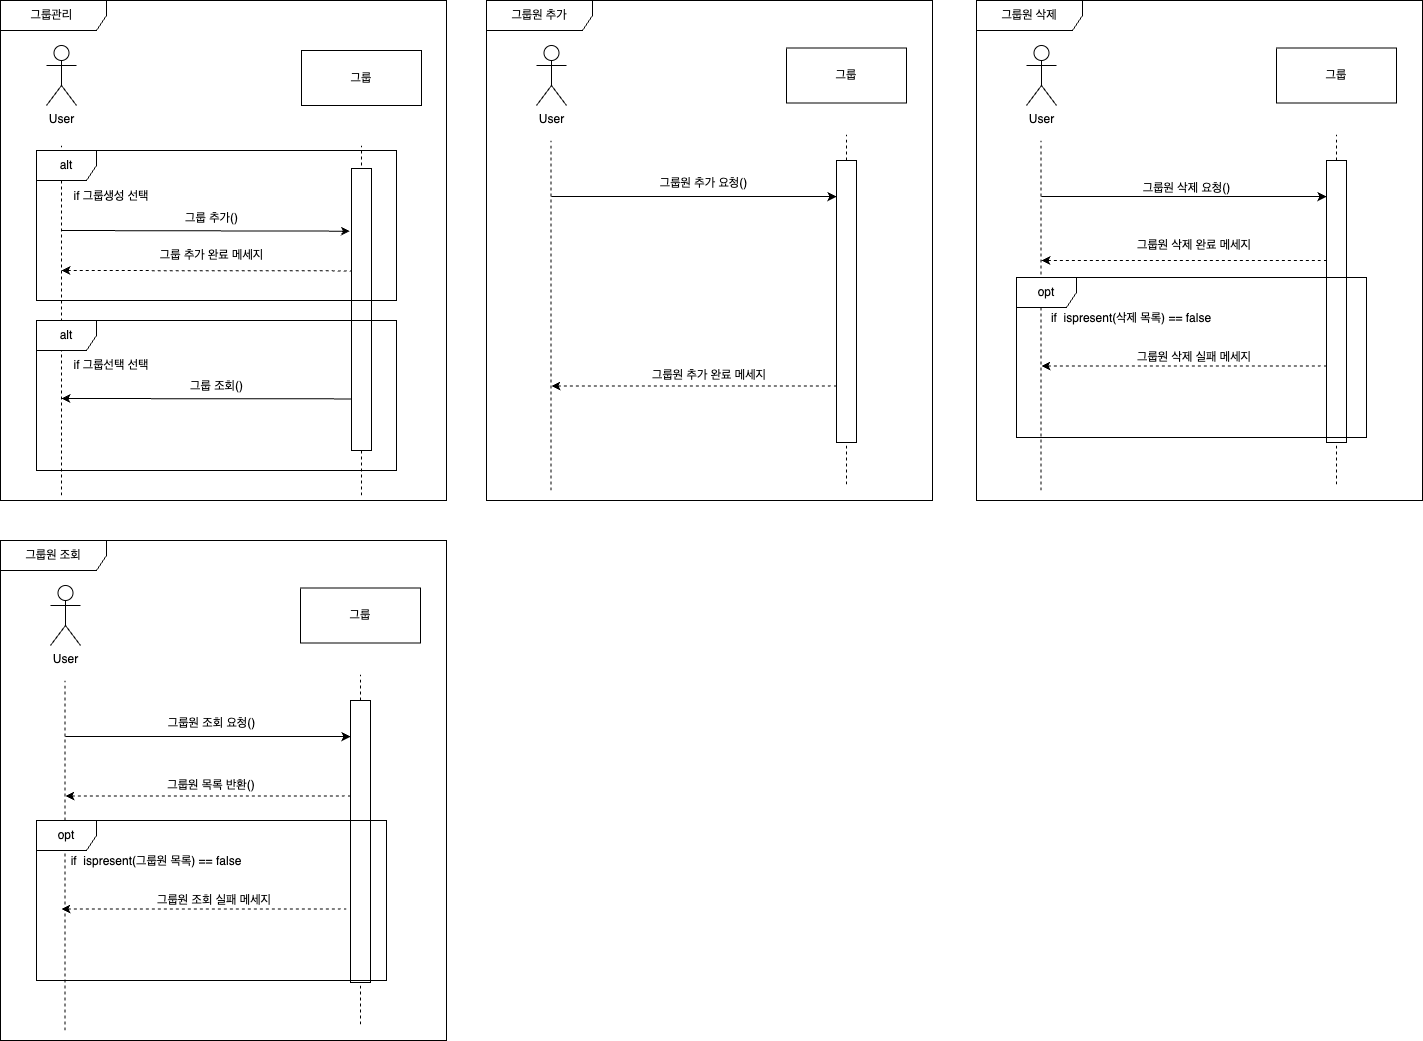 그룹관리
User
그룹
alt
if 그룹생성 선택
그룹 추가()
그룹 추가 완료 메세지
alt
if 그룹선택 선택
그룹 조회()
그룹원 추가
User
그룹
그룹원 추가 요청()
그룹원 추가 완료 메세지
그룹원 삭제
User
그룹
그룹원 삭제 요청()
그룹원 삭제 완료 메세지
opt
if ispresent(삭제 목록) == false
그룹원 삭제 실패 메세지
그룹원 조회
User
그룹
그룹원 조회 요청()
그룹원 목록 반환()
opt
if ispresent(그룹원 목록) == false
그룹원 조회 실패 메세지